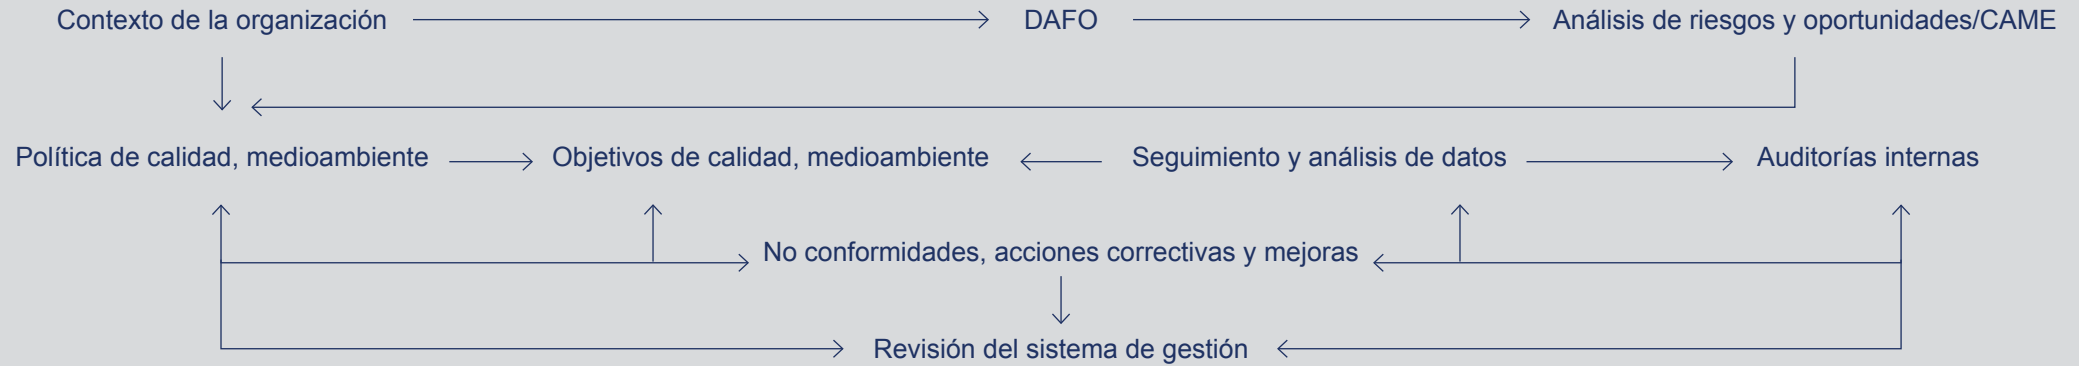 Contexto de la organización
DAFO
Análisis de riesgos y oportunidades/CAME
Política de calidad, medioambiente
Objetivos de calidad, medioambiente
Seguimiento y análisis de datos
Auditorías internas
No conformidades, acciones correctivas y mejoras
Revisión del sistema de gestión